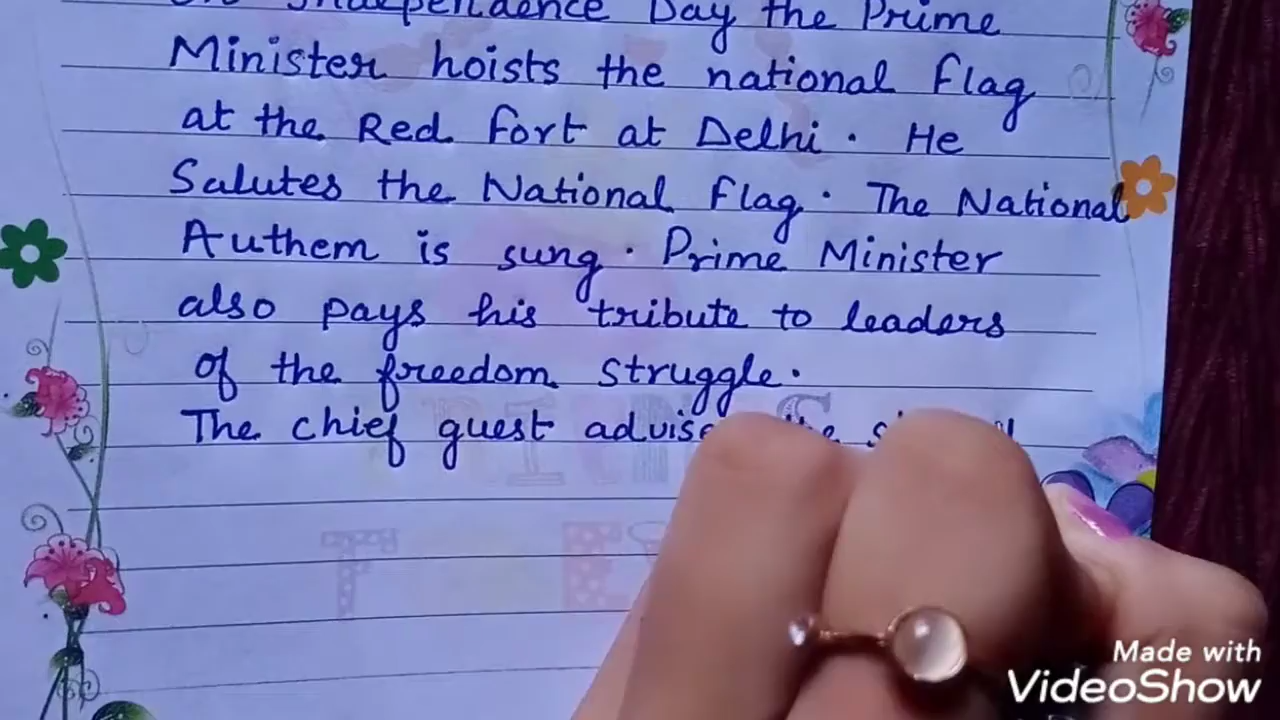 Independence Day the Prime
Minister hoists the national flag
at the Red fort at Delhi. He
Salutes the National flag. The National
Authem is sung. Prime Minister
also pays his tribute to leaders
of the freedom struggle.
The chief guest
Made with
VideoShow